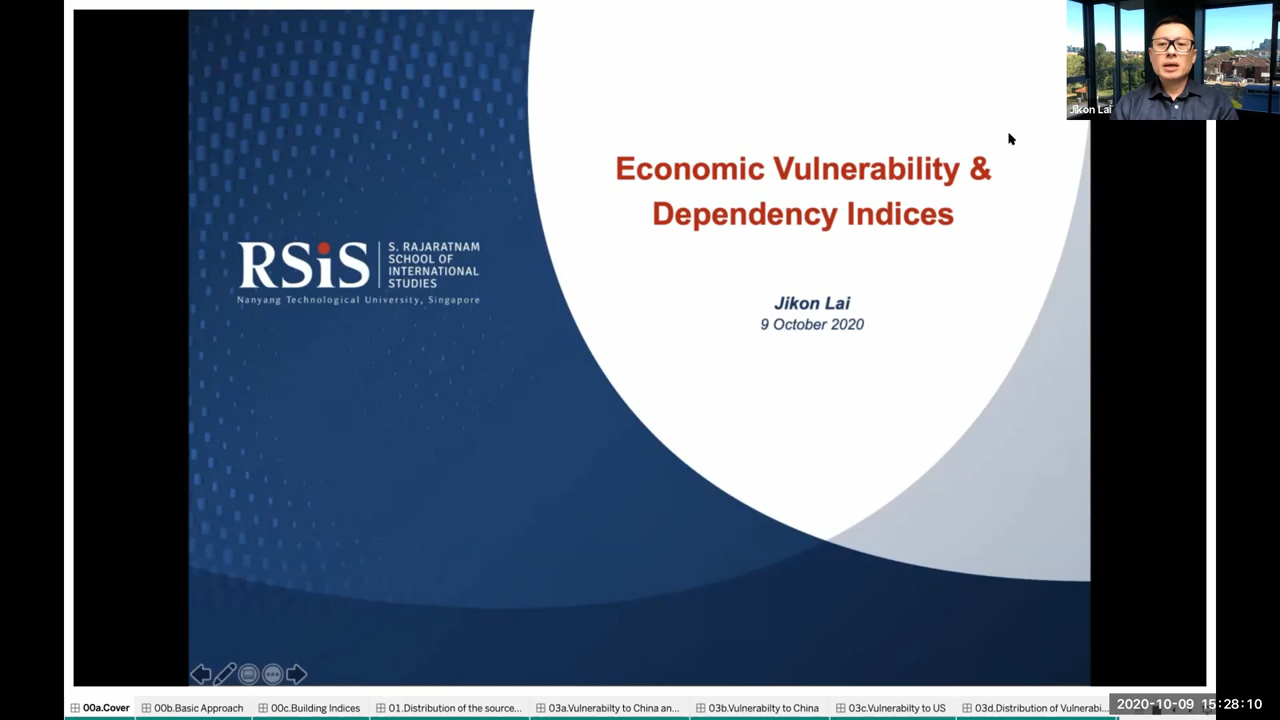 Jikon Lai
Economic Vulnerability &
Dependency Indices
RSiS
S. RAJARATNAM
SCHOOL OF
INTERNATIONAL
STUDIES
Nanyang Technological University, Singapore
Jikon Lai
9 October 2020
00a.Cover
00b.Basic Approach
00c.Building Indices
01.Distribution of the source...
03a.Vulnerabilty to China an...
03b.Vulnerabilty to China
03c.Vulnerabilty to US
03d.Distribution of Vulnerabi...
2020-10-09 15:28:10